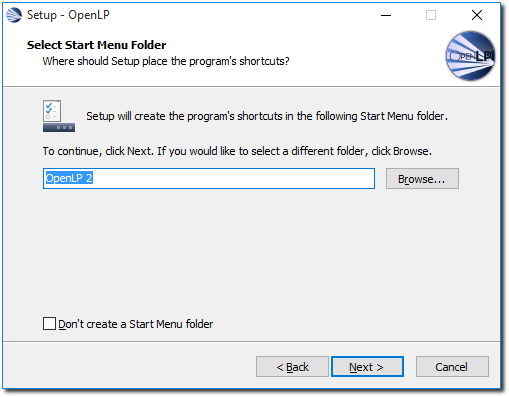 Setup - OpenLP
Select Start Menu Folder
Where should Setup place the program's shortcuts?
OPENLP
Setup will create the program's shortcuts in the following Start Menu folder.
To continue, click Next. If you would like to select a different folder, click Browse.
OpenLP 2
Browse...
Don't create a Start Menu folder
< Back
Next >
Cancel